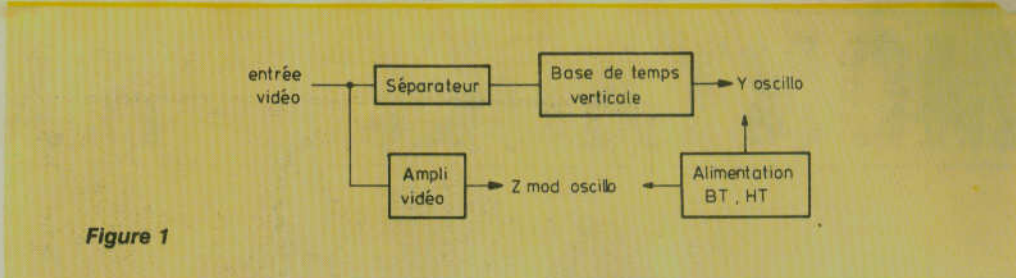 entrée
vidéo
Séparateur
Base de temps
verticale
Y oscillo
Ampli
vidéo
Z mod oscillo
Alimentation
BT, HT
Figure 1